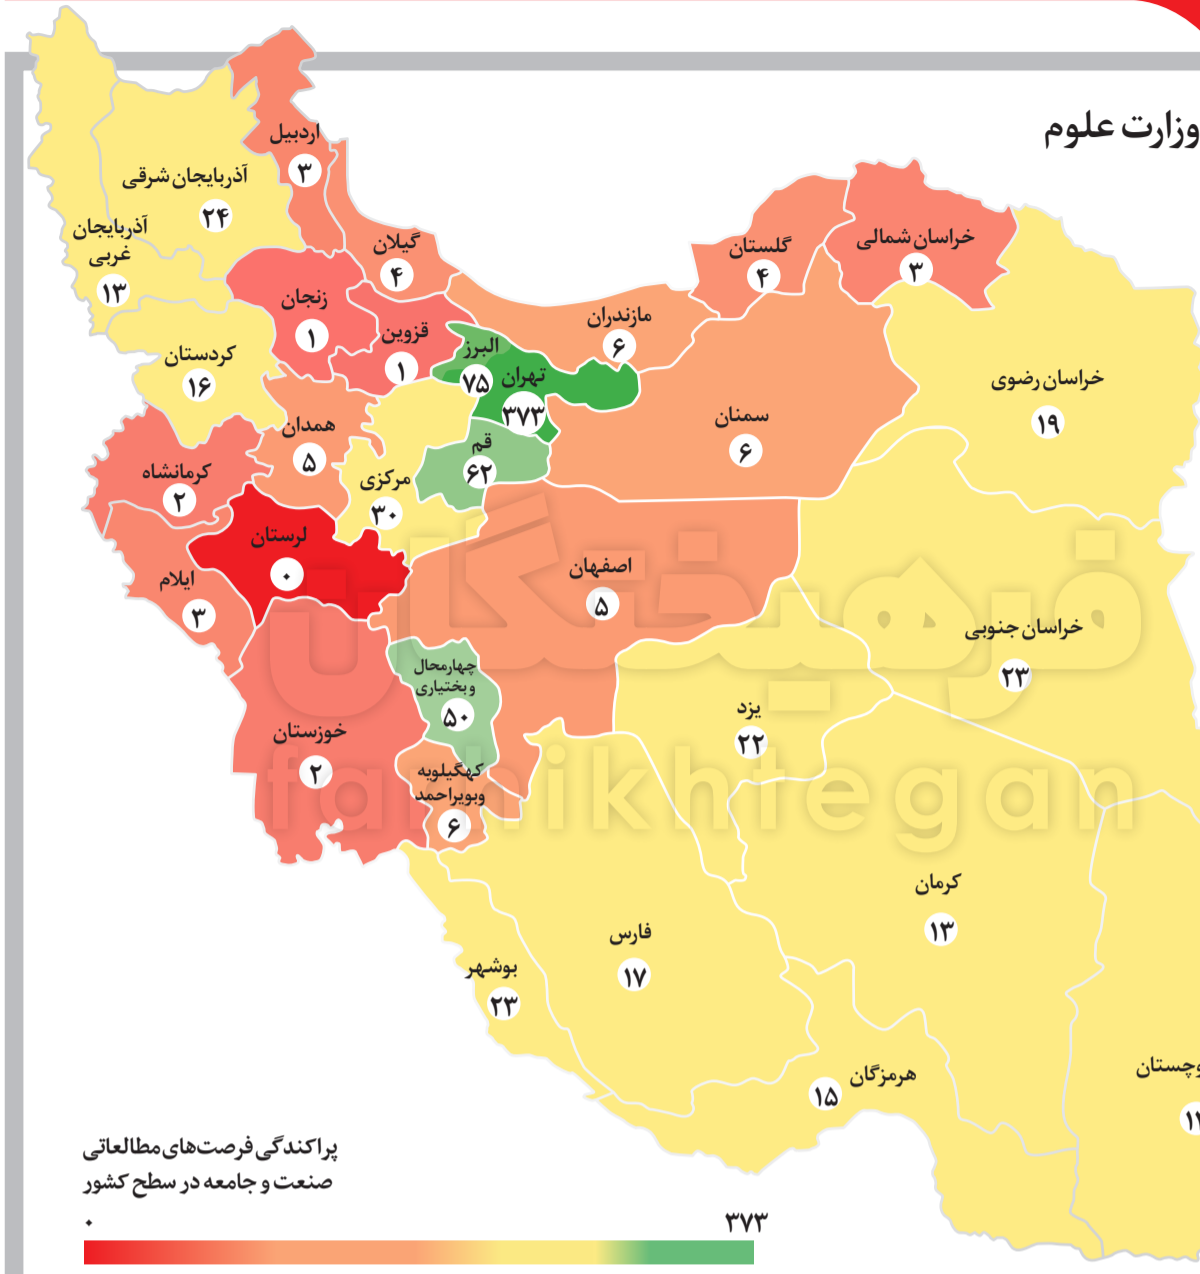 وزارت علوم
اردبیل
۳
آذربایجان شرقی
۲۴
آذربایجان
غربی
۱۳
گیلان
۴
گلستان
۴
خراسان شمالی
۳
زنجان
۱
قزوین
۱
البرز
۷۵
تهران
۳۷۳
مازندران
۶
کردستان
۱۶
خراسان رضوی
۱۹
سمنان
۶
همدان
۵
قم
۶۲
کرمانشاه
۲
مرکزی
۳۰
لرستان
۰
ایلام
۳
اصفهان
۵
خراسان جنوبی
۲۳
چهارمحال
وبختیاری
۵۰
یزد
۲۲
خوزستان
۲
کهگیلویه
وبویراحمد
۶
کرمان
۱۳
فارس
۱۷
بوشهر
۲۳
هرمزگان
۱۵
وچستان
فرهیختگان
farhikhtegan
پراکندگی فرصت‌های مطالعاتی
صنعت و جامعه در سطح کشور
۰
۳۷۳